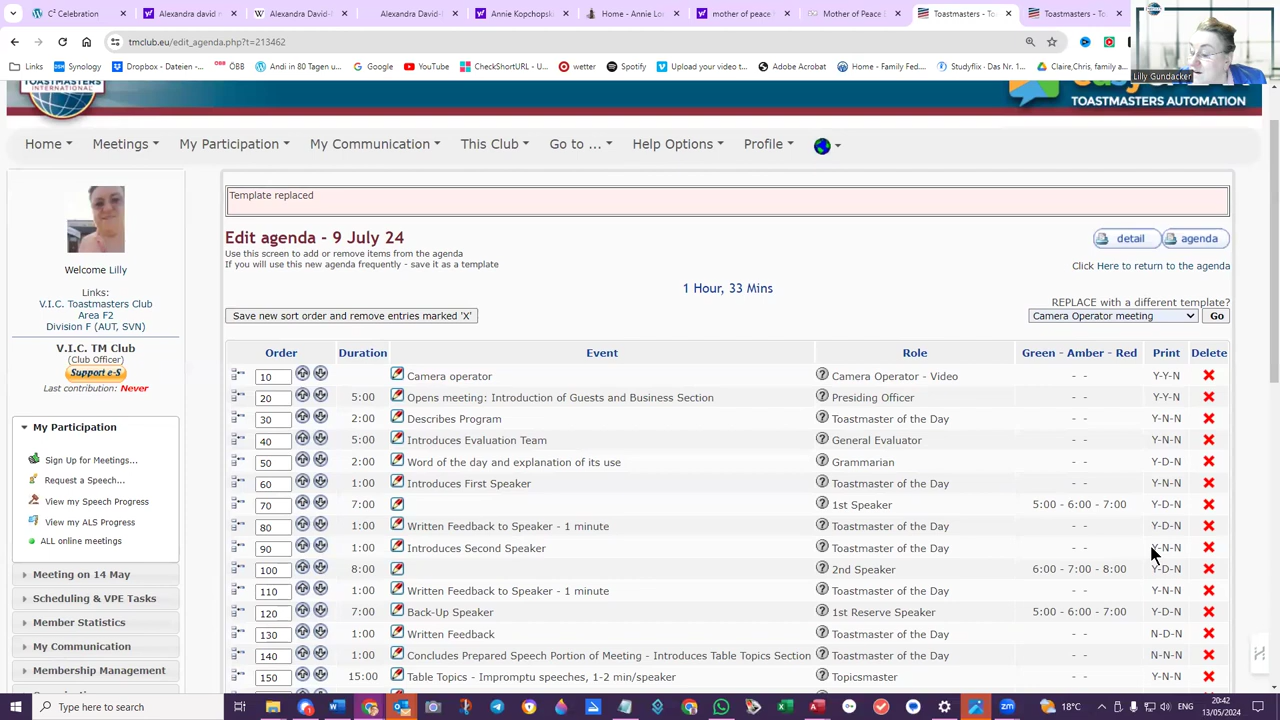 C² Celebration
Alexandra david
Toastmasters - To
Toastmasters - To
tmclub.eu/edit_agenda.php?t=213462
Links Synology Dropbox - Dateien -... ÖBB Andi in 80 Tagen u... Google YouTube CheckShortURL | Yo... wetter Spotify Upload your video t... Adobe Acrobat Home - Family Fed... Studyflix - Das Nr. 1... Claire,Chris, family a...
Lilly Gundacker
TOASTMASTERS
INTERNATIONAL
TOASTMASTERS AUTOMATION
Home Meetings My Participation My Communication This Club Go to ... Help Options Profile
Template replaced
Edit agenda - 9 July 24
Use this screen to add or remove items from the agenda
If you will use this new agenda frequently - save it as a template
detail agenda
Click Here to return to the agenda
1 Hour, 33 Mins
REPLACE with a different template?
Save new sort order and remove entries marked 'X'
Camera Operator meeting Go
Welcome Lilly
Links:
V.I.C. Toastmasters Club
Area F2
Division F (AUT, SVN)
V.I.C. TM Club
(Club Officer)
Support e-S
Last contribution: Never
My Participation
Sign Up for Meetings...
Request a Speech...
View my Speech Progress
View my ALS Progress
ALL online meetings
Meeting on 14 May
Scheduling & VPE Tasks
Member Statistics
My Communication
Membership Management
Order Duration Event Role Green - Amber - Red Print Delete
10 Camera operator Camera Operator - Video - - Y-Y-N
20 5:00 Opens meeting: Introduction of Guests and Business Section Presiding Officer - - Y-Y-N
30 2:00 Describes Program Toastmaster of the Day - - Y-N-N
40 5:00 Introduces Evaluation Team General Evaluator - - Y-N-N
50 2:00 Word of the day and explanation of its use Grammarian - - Y-D-N
60 1:00 Introduces First Speaker Toastmaster of the Day - - Y-N-N
70 7:00 1st Speaker 5:00 - 6:00 - 7:00 Y-D-N
80 1:00 Written Feedback to Speaker - 1 minute Toastmaster of the Day - - Y-D-N
90 1:00 Introduces Second Speaker Toastmaster of the Day - - Y-N-N
100 8:00 2nd Speaker 6:00 - 7:00 - 8:00 Y-D-N
110 1:00 Written Feedback to Speaker - 1 minute Toastmaster of the Day - - Y-N-N
120 7:00 Back-Up Speaker 1st Reserve Speaker 5:00 - 6:00 - 7:00 Y-D-N
130 1:00 Written Feedback Toastmaster of the Day - - N-D-N
140 1:00 Concludes Prepared Speech Portion of Meeting - Introduces Table Topics Session Toastmaster of the Day - - N-N-N
150 15:00 Table Topics - Impromptu speeches, 1-2 min/speaker Topicsmaster - - Y-N-N
Type here to search
18°C
ENG
20:42
13/05/2024